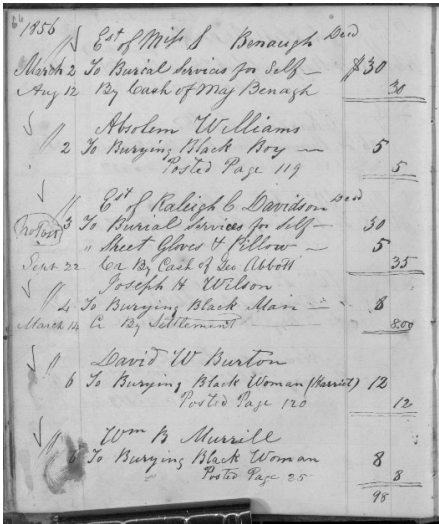 66 1856 Est of Miss S Benaugh Decd
March 2 To Burial Services for Self — $30
Aug 12 By Cash of Maj Benagh 30
" Absolem Williams
2 To Burying Black Boy — 5
Posted Page 119 5
" Est of Raleigh C Davidson Decd
3 To Burial Services for Self — 30
" Sheet Gloves & Pillow — 5
Sept 22 Cr By Cash of Geo Abbott 35
" Joseph H Wilson
4 To Burying Black Man — 8
March 14 Cr By Settlement 8.00
" David W Burton
6 To Burying Black Woman (Harriet) 12
Posted Page 120 12
" Wm B Murrill
6 To Burying Black Woman 8
Posted Page 25 8
98